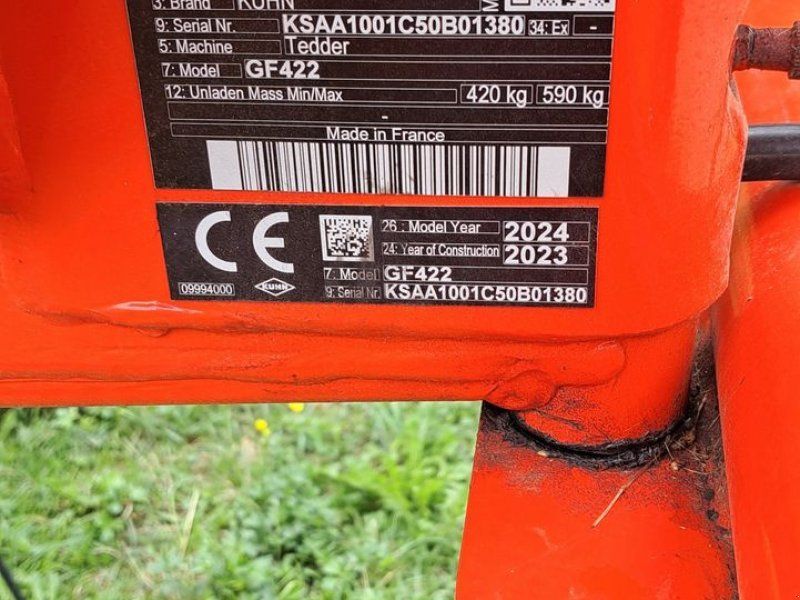 3: Brand KUHN
9: Serial Nr. KSAA1001C50B01380 34: Ex -
5: Machine Tedder
7: Model GF422
12: Unladen Mass Min/Max 420 kg 590 kg
-
Made in France
CE
26 : Model Year 2024
24: Year of Construction 2023
7: Model GF422
09994000 KUHN 9: Serial Nr. KSAA1001C50B01380